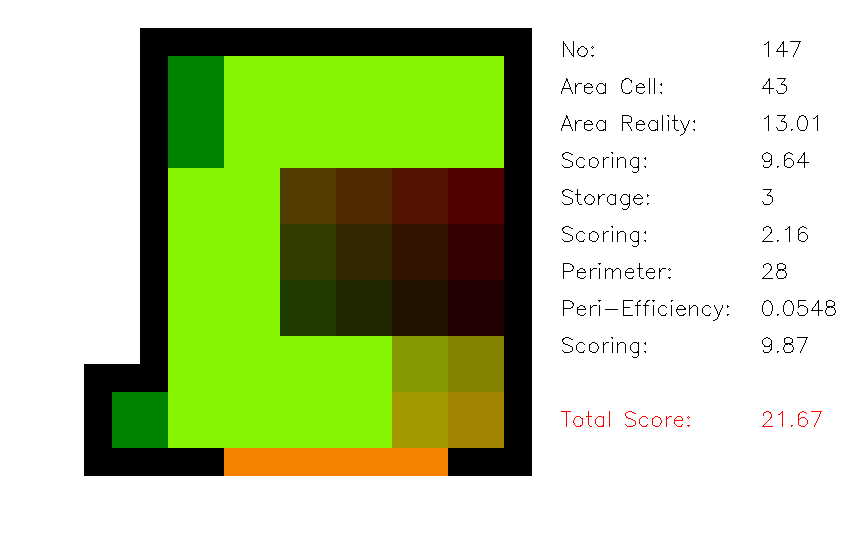 No: 147
Area Cell: 43
Area Reality: 13.01
Scoring: 9.64
Storage: 3
Scoring: 2.16
Perimeter: 28
Peri-Efficiency: 0.0548
Scoring: 9.87
Total Score: 21.67